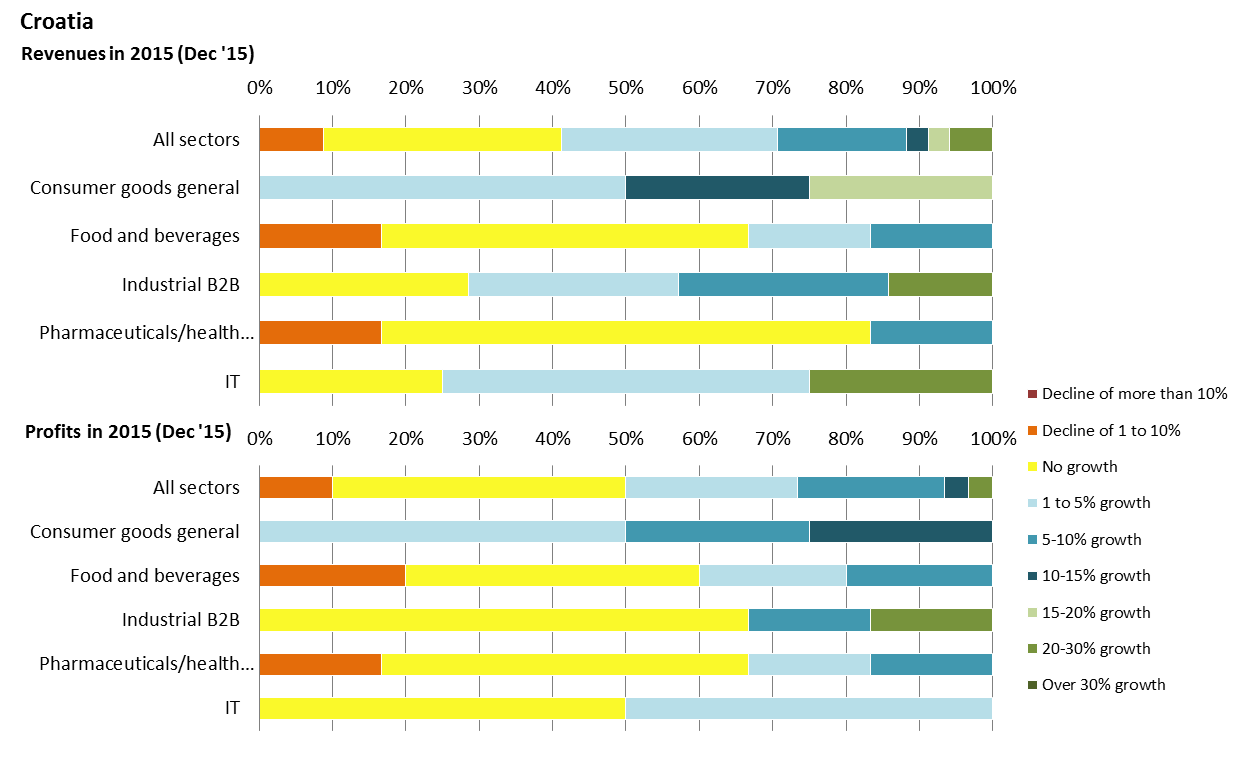 Croatia
Revenues in 2015 (Dec '15)
0% 10% 20% 30% 40% 50% 60% 70% 80% 90% 100%
All sectors
Consumer goods general
Food and beverages
Industrial B2B
Pharmaceuticals/health...
IT
Profits in 2015 (Dec '15)
0% 10% 20% 30% 40% 50% 60% 70% 80% 90% 100%
All sectors
Consumer goods general
Food and beverages
Industrial B2B
Pharmaceuticals/health...
IT
Decline of more than 10%
Decline of 1 to 10%
No growth
1 to 5% growth
5-10% growth
10-15% growth
15-20% growth
20-30% growth
Over 30% growth